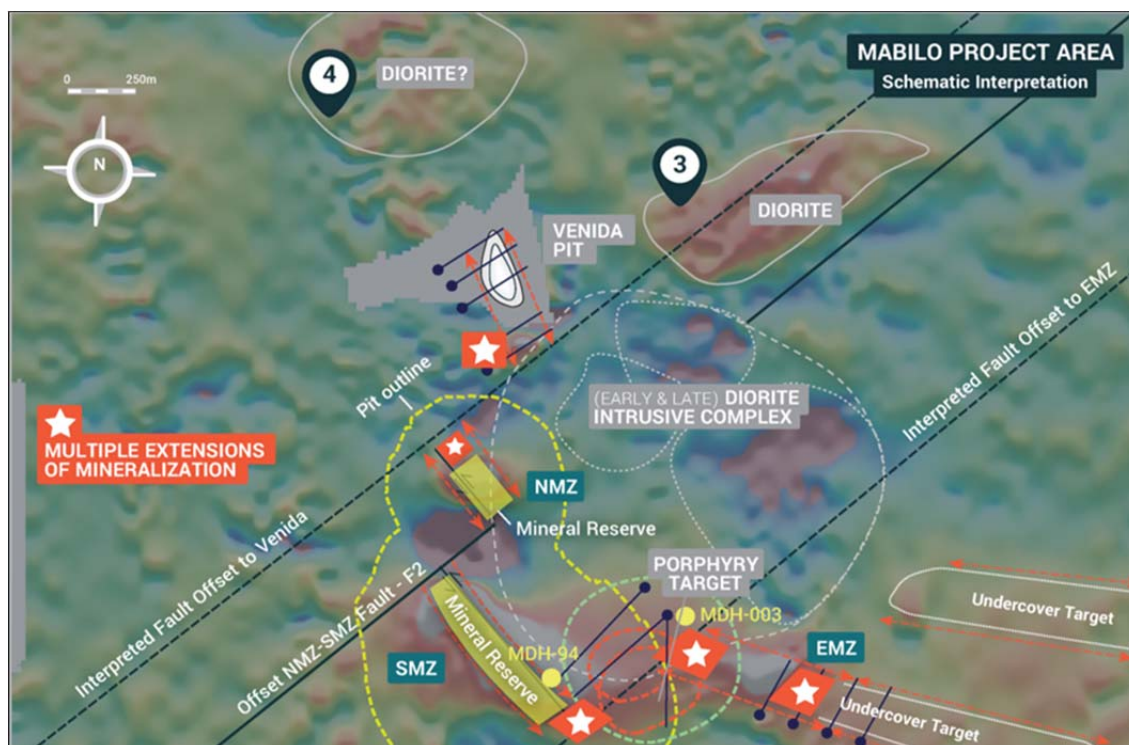 MABILO PROJECT AREA
Schematic Interpretation
0 250m
N
4
DIORITE?
3
DIORITE
VENIDA
PIT
Interpreted Fault Offset to EMZ
(EARLY & LATE) DIORITE
INTRUSIVE COMPLEX
Pit outline
MULTIPLE EXTENSIONS
OF MINERALIZATION
NMZ
Mineral Reserve
Interpreted Fault Offset to Venida
Offset NMZ-SMZ Fault - F2
PORPHYRY
TARGET
MDH-003
Undercover Target
Mineral Reserve
MDH-94
SMZ
EMZ
Undercover Target